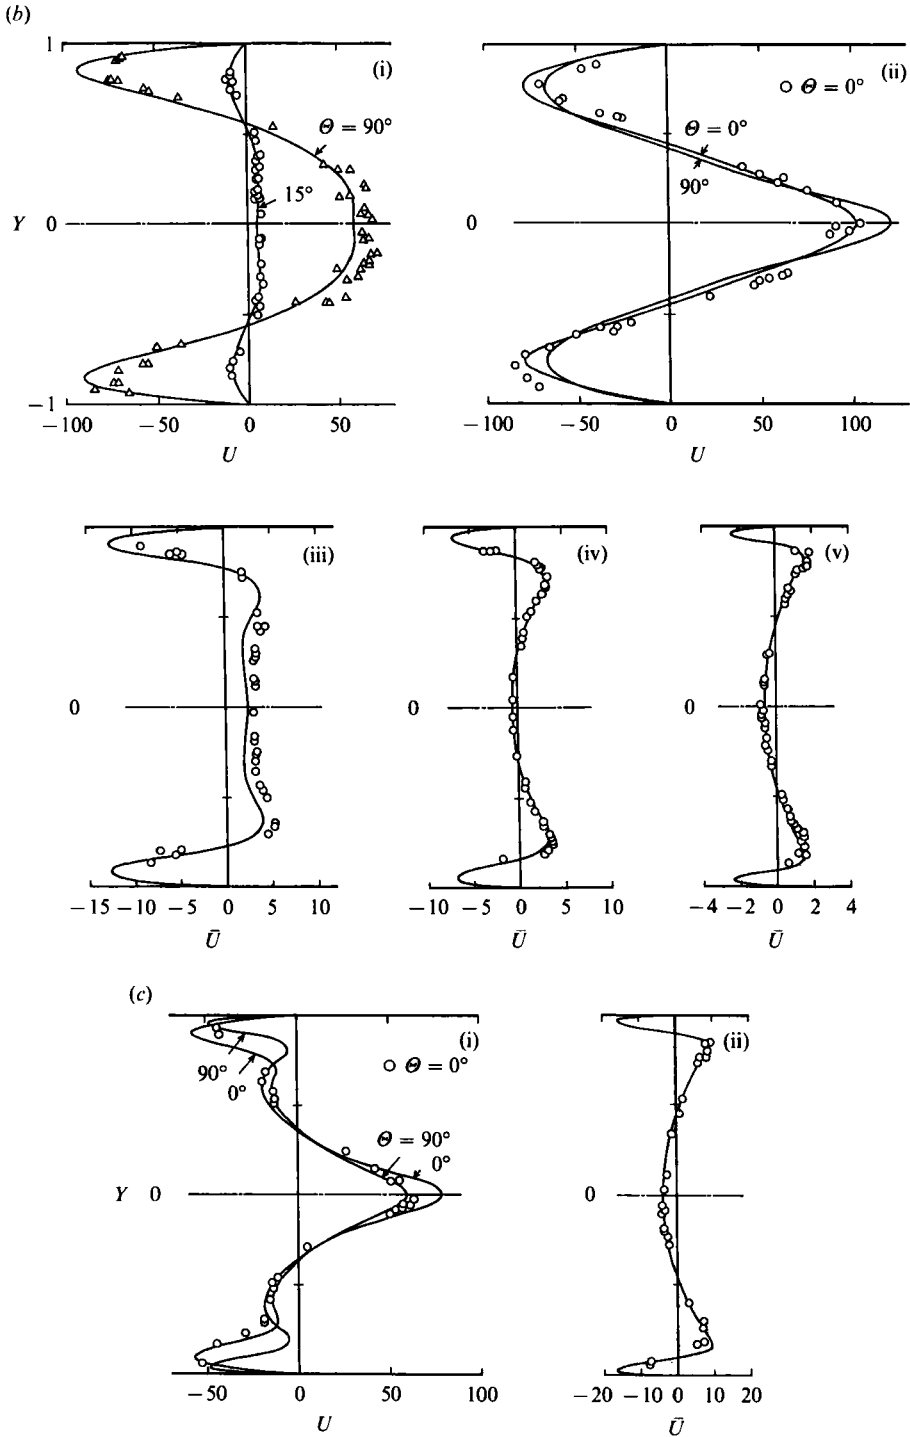 (b)
1
(i)
(ii)
Θ = 0°
Θ = 90°
Θ = 0°
15°
90°
Y 0
0
−1
−100 −50 0 50
−100 −50 0 50 100
U
U
(iii)
(iv)
(v)
0
0
0
−15 −10 −5 0 5 10
−10 −5 0 5 10
−4 −2 0 2 4
Ū
Ū
Ū
(c)
(i)
(ii)
90°
0°
Θ = 0°
Θ = 90°
0°
Y 0
0
−50 0 50 100
−20 −10 0 10 20
U
Ū